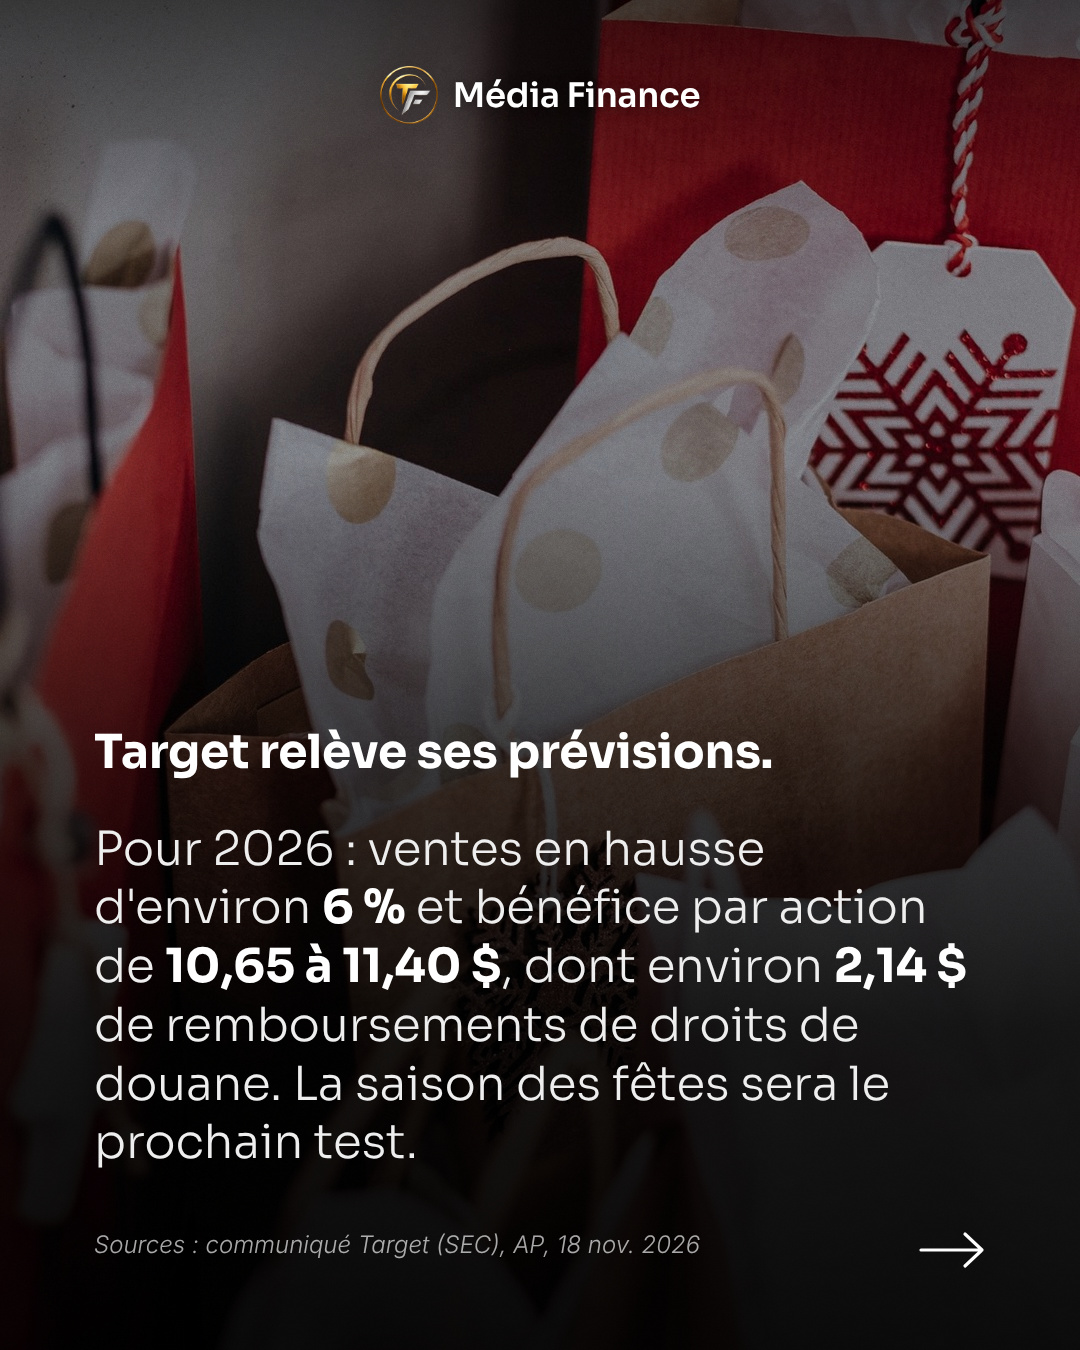 TF Média Finance
Target relève ses prévisions.
Pour 2026 : ventes en hausse
d'environ 6 % et bénéfice par action
de 10,65 à 11,40 $, dont environ 2,14 $
de remboursements de droits de
douane. La saison des fêtes sera le
prochain test.
Sources : communiqué Target (SEC), AP, 18 nov. 2026